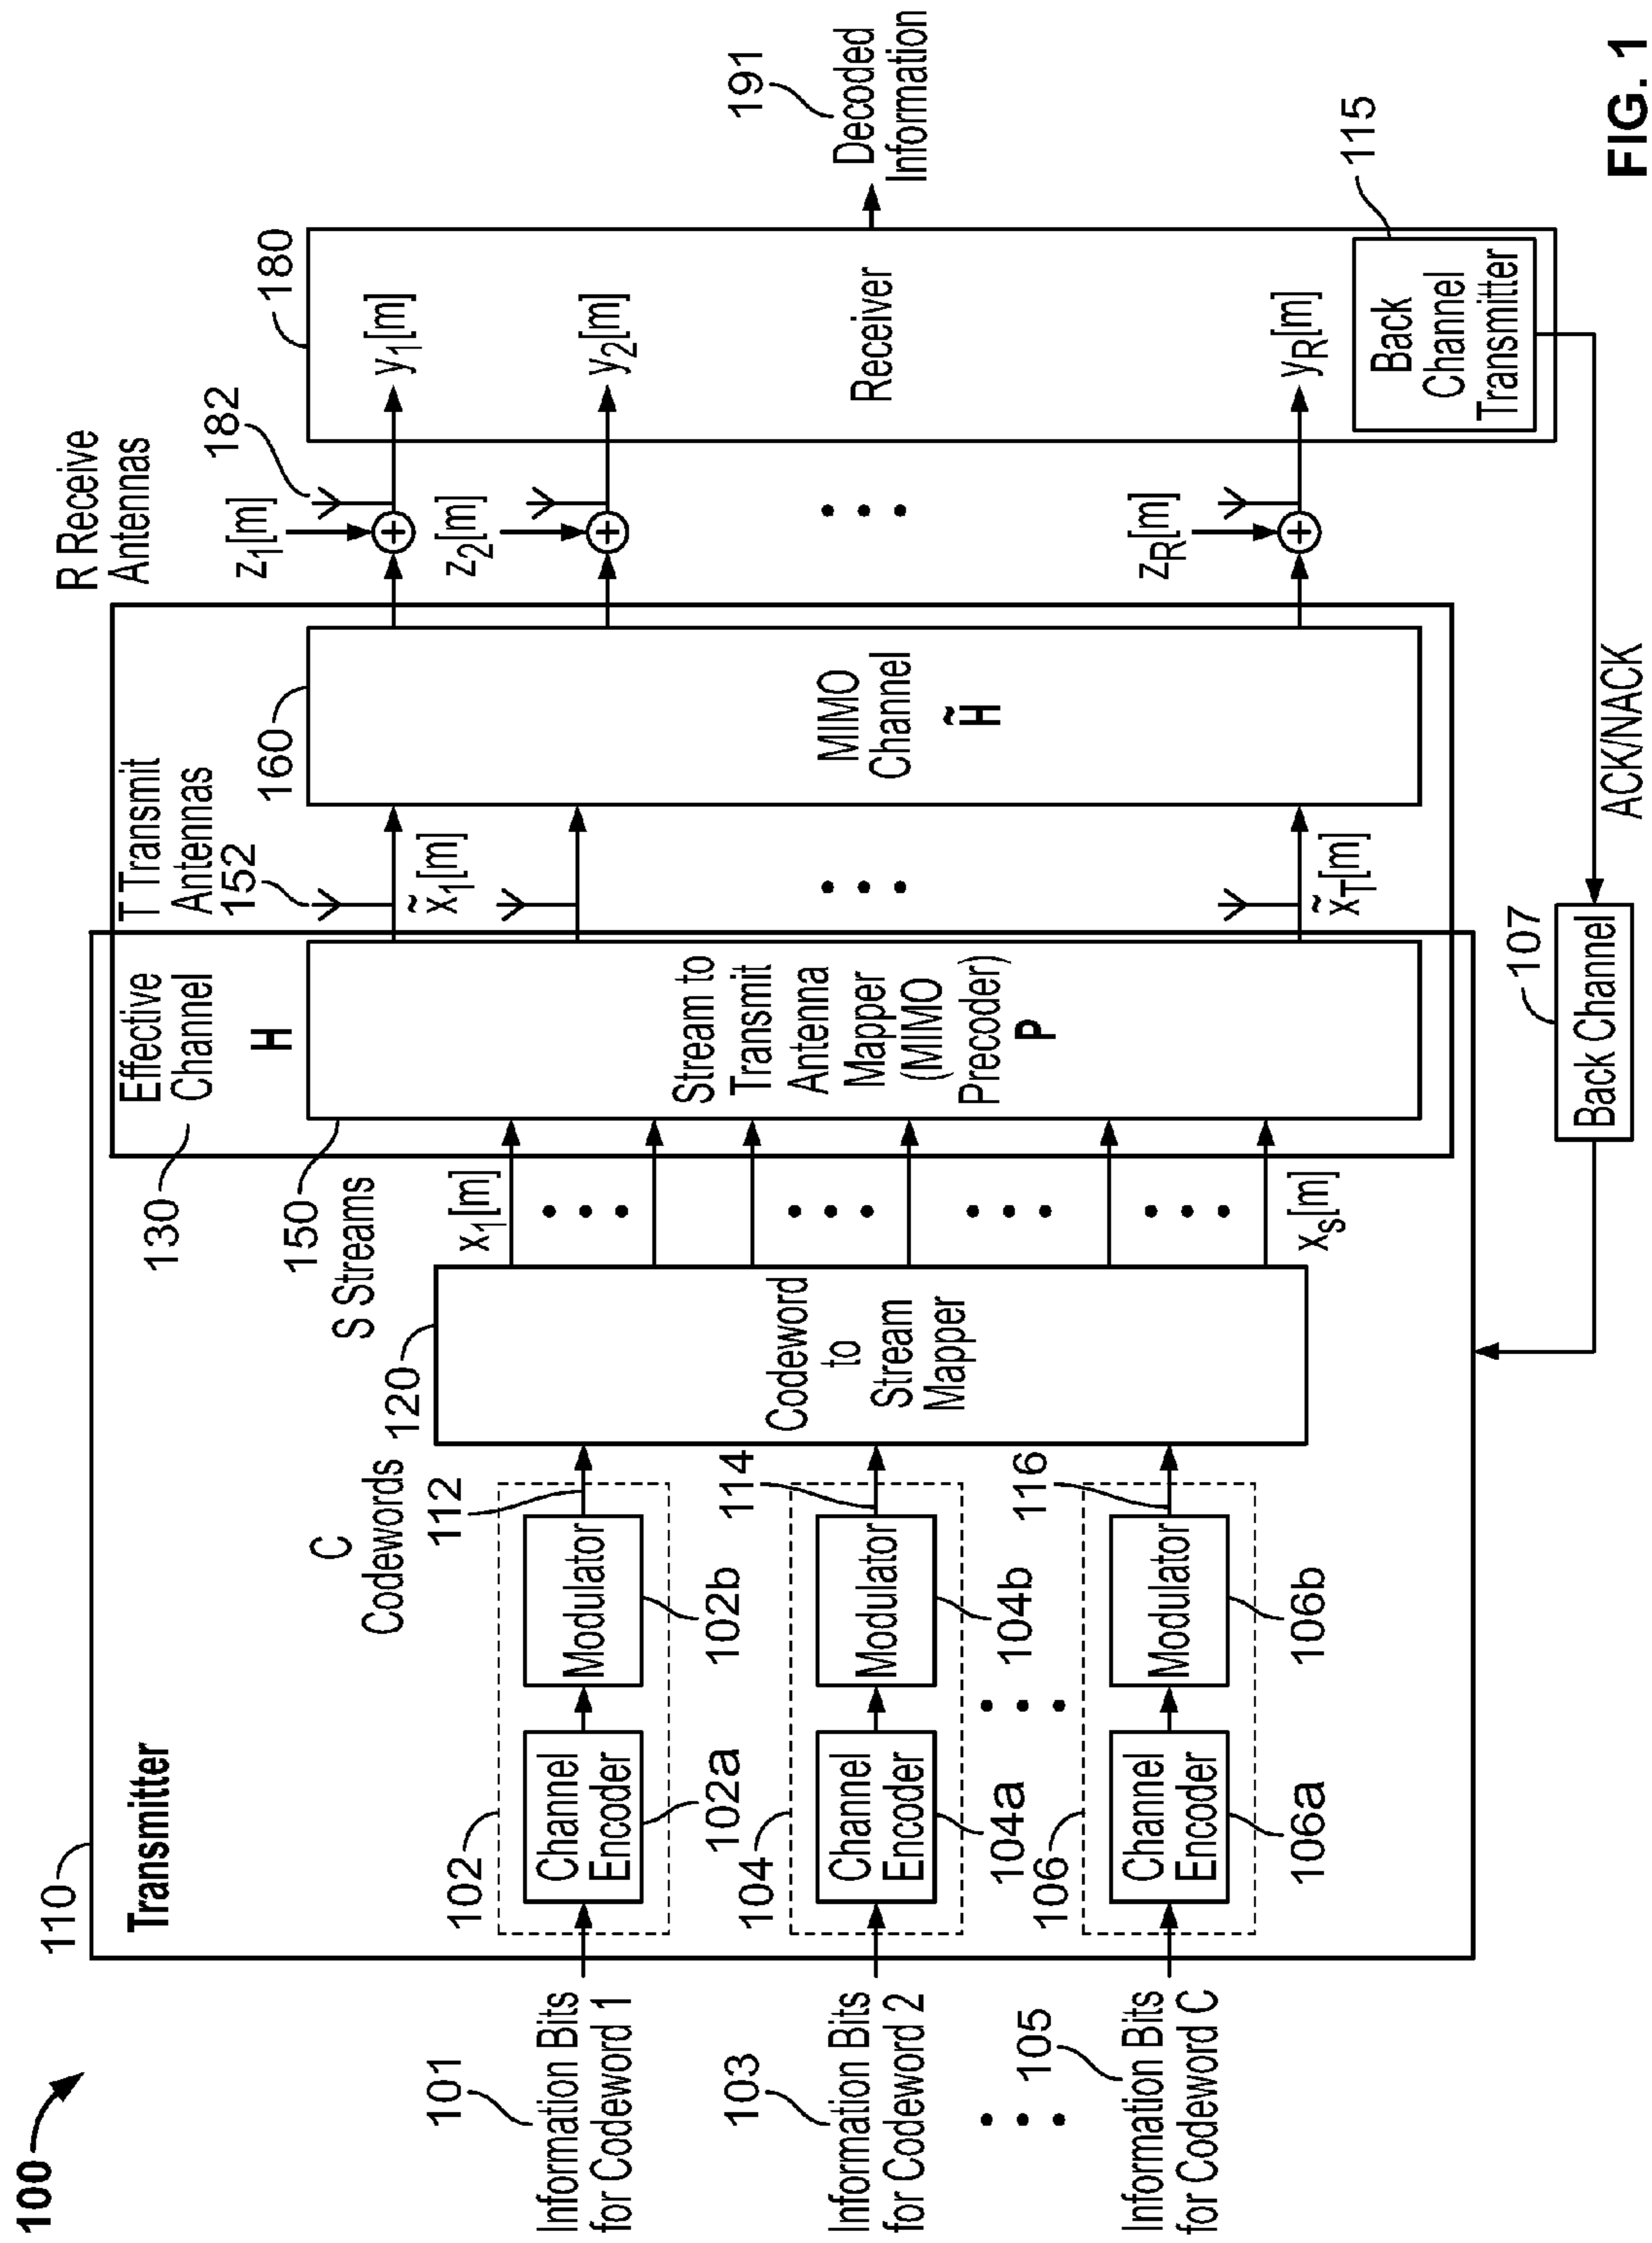 100
110
Transmitter
101
Information Bits
for Codeword 1
103
Information Bits
for Codeword 2
105
Information Bits
for Codeword C
102
Channel
Encoder
102a
Modulator
102b
104
Channel
Encoder
104a
Modulator
104b
106
Channel
Encoder
106a
Modulator
106b
C
Codewords
112
114
116
120
Codeword
to
Stream
Mapper
S Streams
x1[m]
xs[m]
130
Effective
Channel
H
150
Stream to
Transmit
Antenna
Mapper
(MIMO
Precoder)
P
T Transmit
Antennas
152
x̃1[m]
x̃T[m]
160
MIMO
Channel
H̃
R Receive
Antennas
182
z1[m]
z2[m]
zR[m]
180
y1[m]
y2[m]
yR[m]
Receiver
Back
Channel
Transmitter
115
191
Decoded
Information
ACK/NACK
107
Back Channel
FIG. 1